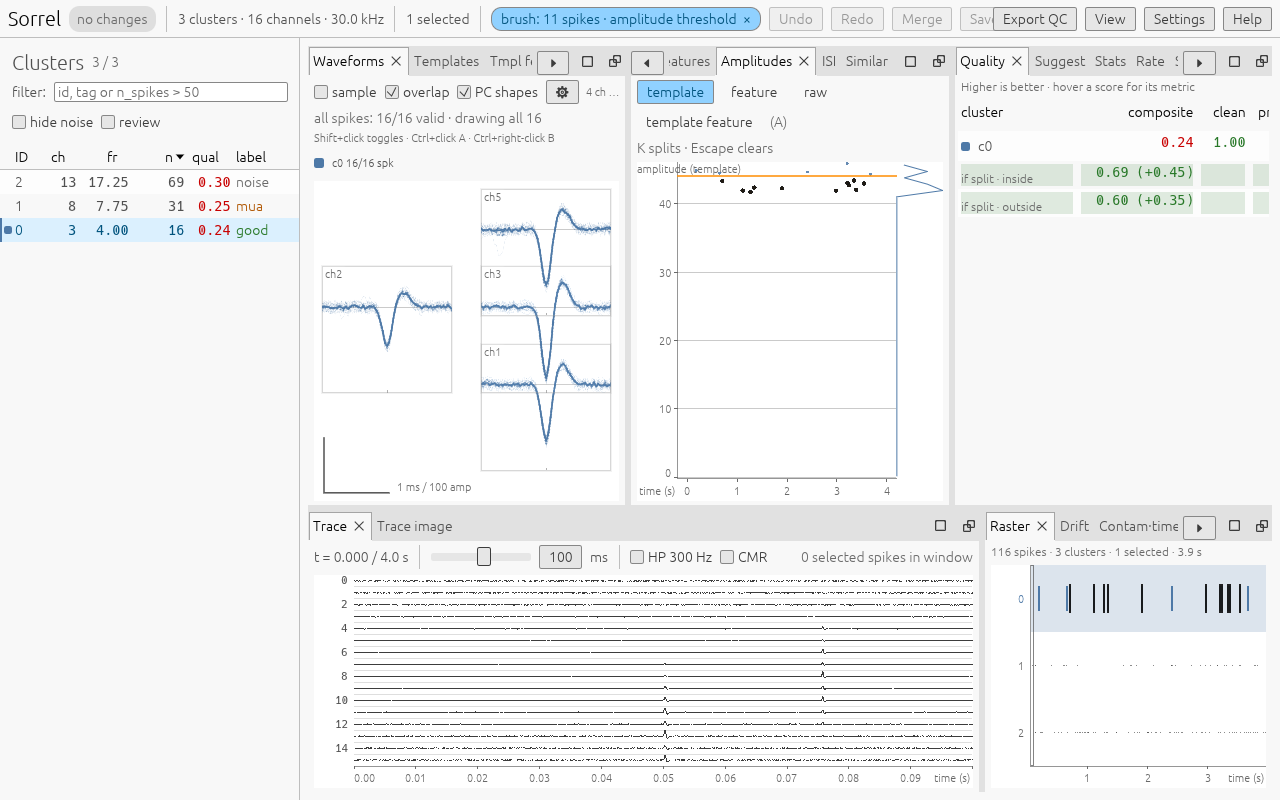 Sorrel no changes 3 clusters · 16 channels · 30.0 kHz 1 selected brush: 11 spikes · amplitude threshold × Undo Redo Merge Export QC View Settings Help
Clusters 3 / 3
filter: id, tag or n_spikes > 50
hide noise review
ID ch fr n qual label
2 13 17.25 69 0.30 noise
1 8 7.75 31 0.25 mua
0 3 4.00 16 0.24 good
Waveforms Templates Tmpl
sample overlap PC shapes 4 ch ...
all spikes: 16/16 valid · drawing all 16
Shift+click toggles · Ctrl+click A · Ctrl+right-click B
c0 16/16 spk
ch5
ch2 ch3
ch1
1 ms / 100 amp
Amplitudes ISI Similar
template feature raw
template feature (A)
K splits · Escape clears
amplitude (template)
40
30
20
10
0
time (s) 0 1 2 3 4
Quality Suggest Stats Rate
Higher is better · hover a score for its metric
cluster composite clean
c0 0.24 1.00
if split · inside 0.69 (+0.45)
if split · outside 0.60 (+0.35)
Trace Trace image
t = 0.000 / 4.0 s 100 ms HP 300 Hz CMR 0 selected spikes in window
0
2
4
6
8
10
12
14
0.00 0.01 0.02 0.03 0.04 0.05 0.06 0.07 0.08 0.09 time (s)
Raster Drift Contam·time
116 spikes · 3 clusters · 1 selected · 3.9 s
0
1
2
1 2 3 time (s)